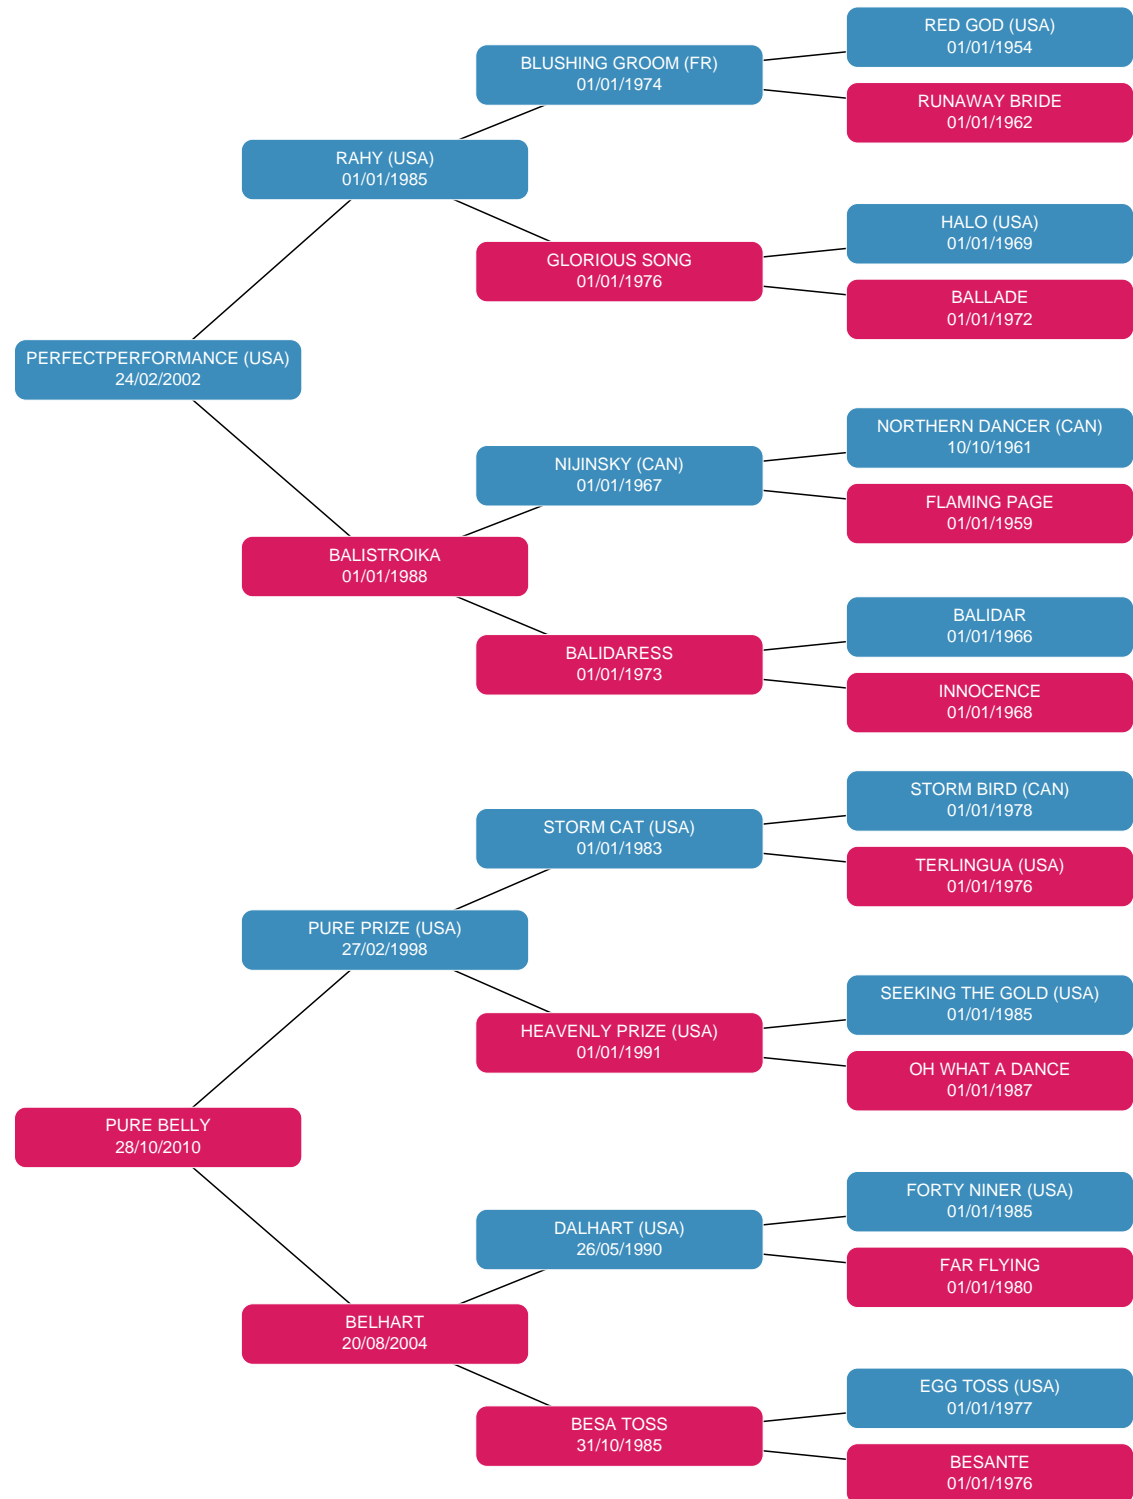 RED GOD (USA)
01/01/1954
BLUSHING GROOM (FR)
01/01/1974
RUNAWAY BRIDE
01/01/1962
RAHY (USA)
01/01/1985
HALO (USA)
01/01/1969
GLORIOUS SONG
01/01/1976
BALLADE
01/01/1972
PERFECTPERFORMANCE (USA)
24/02/2002
NORTHERN DANCER (CAN)
10/10/1961
NIJINSKY (CAN)
01/01/1967
FLAMING PAGE
01/01/1959
BALISTROIKA
01/01/1988
BALIDAR
01/01/1966
BALIDARESS
01/01/1973
INNOCENCE
01/01/1968
STORM BIRD (CAN)
01/01/1978
STORM CAT (USA)
01/01/1983
TERLINGUA (USA)
01/01/1976
PURE PRIZE (USA)
27/02/1998
SEEKING THE GOLD (USA)
01/01/1985
HEAVENLY PRIZE (USA)
01/01/1991
OH WHAT A DANCE
01/01/1987
PURE BELLY
28/10/2010
FORTY NINER (USA)
01/01/1985
DALHART (USA)
26/05/1990
FAR FLYING
01/01/1980
BELHART
20/08/2004
EGG TOSS (USA)
01/01/1977
BESA TOSS
31/10/1985
BESANTE
01/01/1976